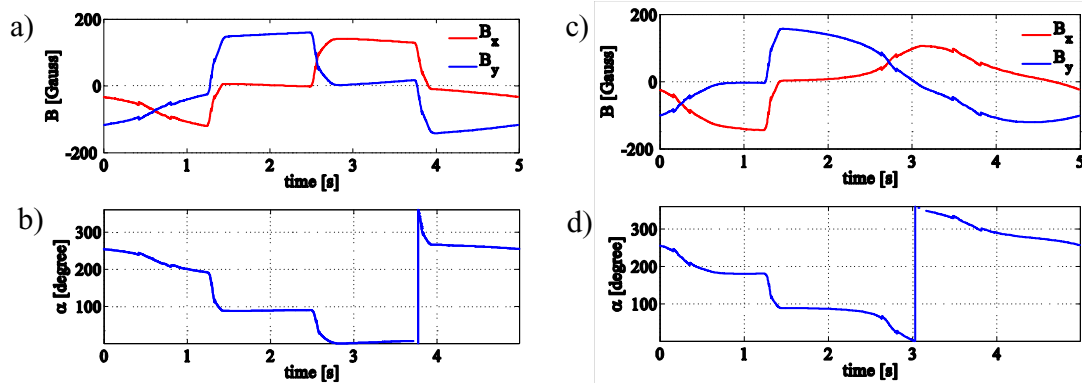 a)
200
0
-200
B [Gauss]
B_x
B_y
0 1 2 3 4 5
time [s]
b)
300
200
100
α [degree]
0 1 2 3 4 5
c)
200
0
-200
B [Gauss]
B_x
B_y
0 1 2 3 4 5
time [s]
d)
300
200
100
α [degree]
0 1 2 3 4